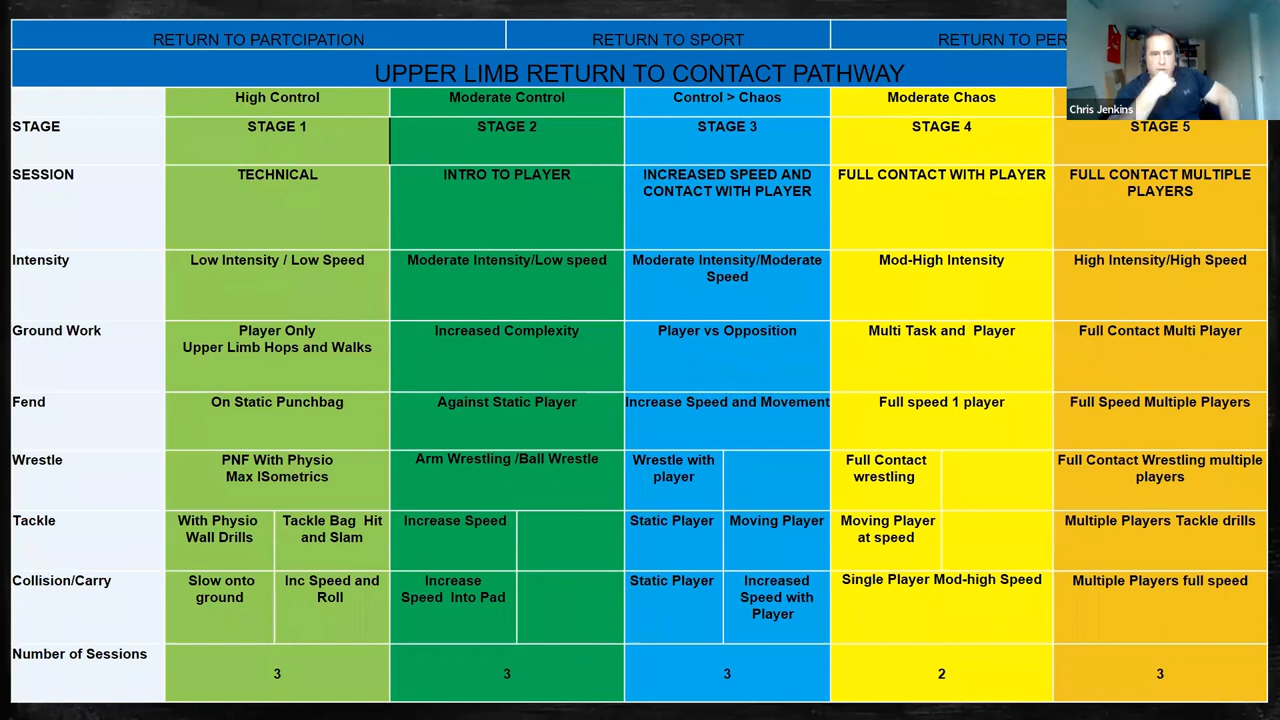 RETURN TO PARTCIPATION
RETURN TO SPORT
RETURN TO PER
UPPER LIMB RETURN TO CONTACT PATHWAY
Chris Jenkins
High Control
Moderate Control
Control > Chaos
Moderate Chaos
STAGE
STAGE 1
STAGE 2
STAGE 3
STAGE 4
STAGE 5
SESSION
TECHNICAL
INTRO TO PLAYER
INCREASED SPEED AND
CONTACT WITH PLAYER
FULL CONTACT WITH PLAYER
FULL CONTACT MULTIPLE
PLAYERS
Intensity
Low Intensity / Low Speed
Moderate Intensity/Low speed
Moderate Intensity/Moderate
Speed
Mod-High Intensity
High Intensity/High Speed
Ground Work
Player Only
Upper Limb Hops and Walks
Increased Complexity
Player vs Opposition
Multi Task and Player
Full Contact Multi Player
Fend
On Static Punchbag
Against Static Player
Increase Speed and Movement
Full speed 1 player
Full Speed Multiple Players
Wrestle
PNF With Physio
Max ISometrics
Arm Wrestling /Ball Wrestle
Wrestle with
player
Full Contact
wrestling
Full Contact Wrestling multiple
players
Tackle
With Physio
Wall Drills
Tackle Bag Hit
and Slam
Increase Speed
Static Player
Moving Player
Moving Player
at speed
Multiple Players Tackle drills
Collision/Carry
Slow onto
ground
Inc Speed and
Roll
Increase
Speed Into Pad
Static Player
Increased
Speed with
Player
Single Player Mod-high Speed
Multiple Players full speed
Number of Sessions
3
3
3
2
3